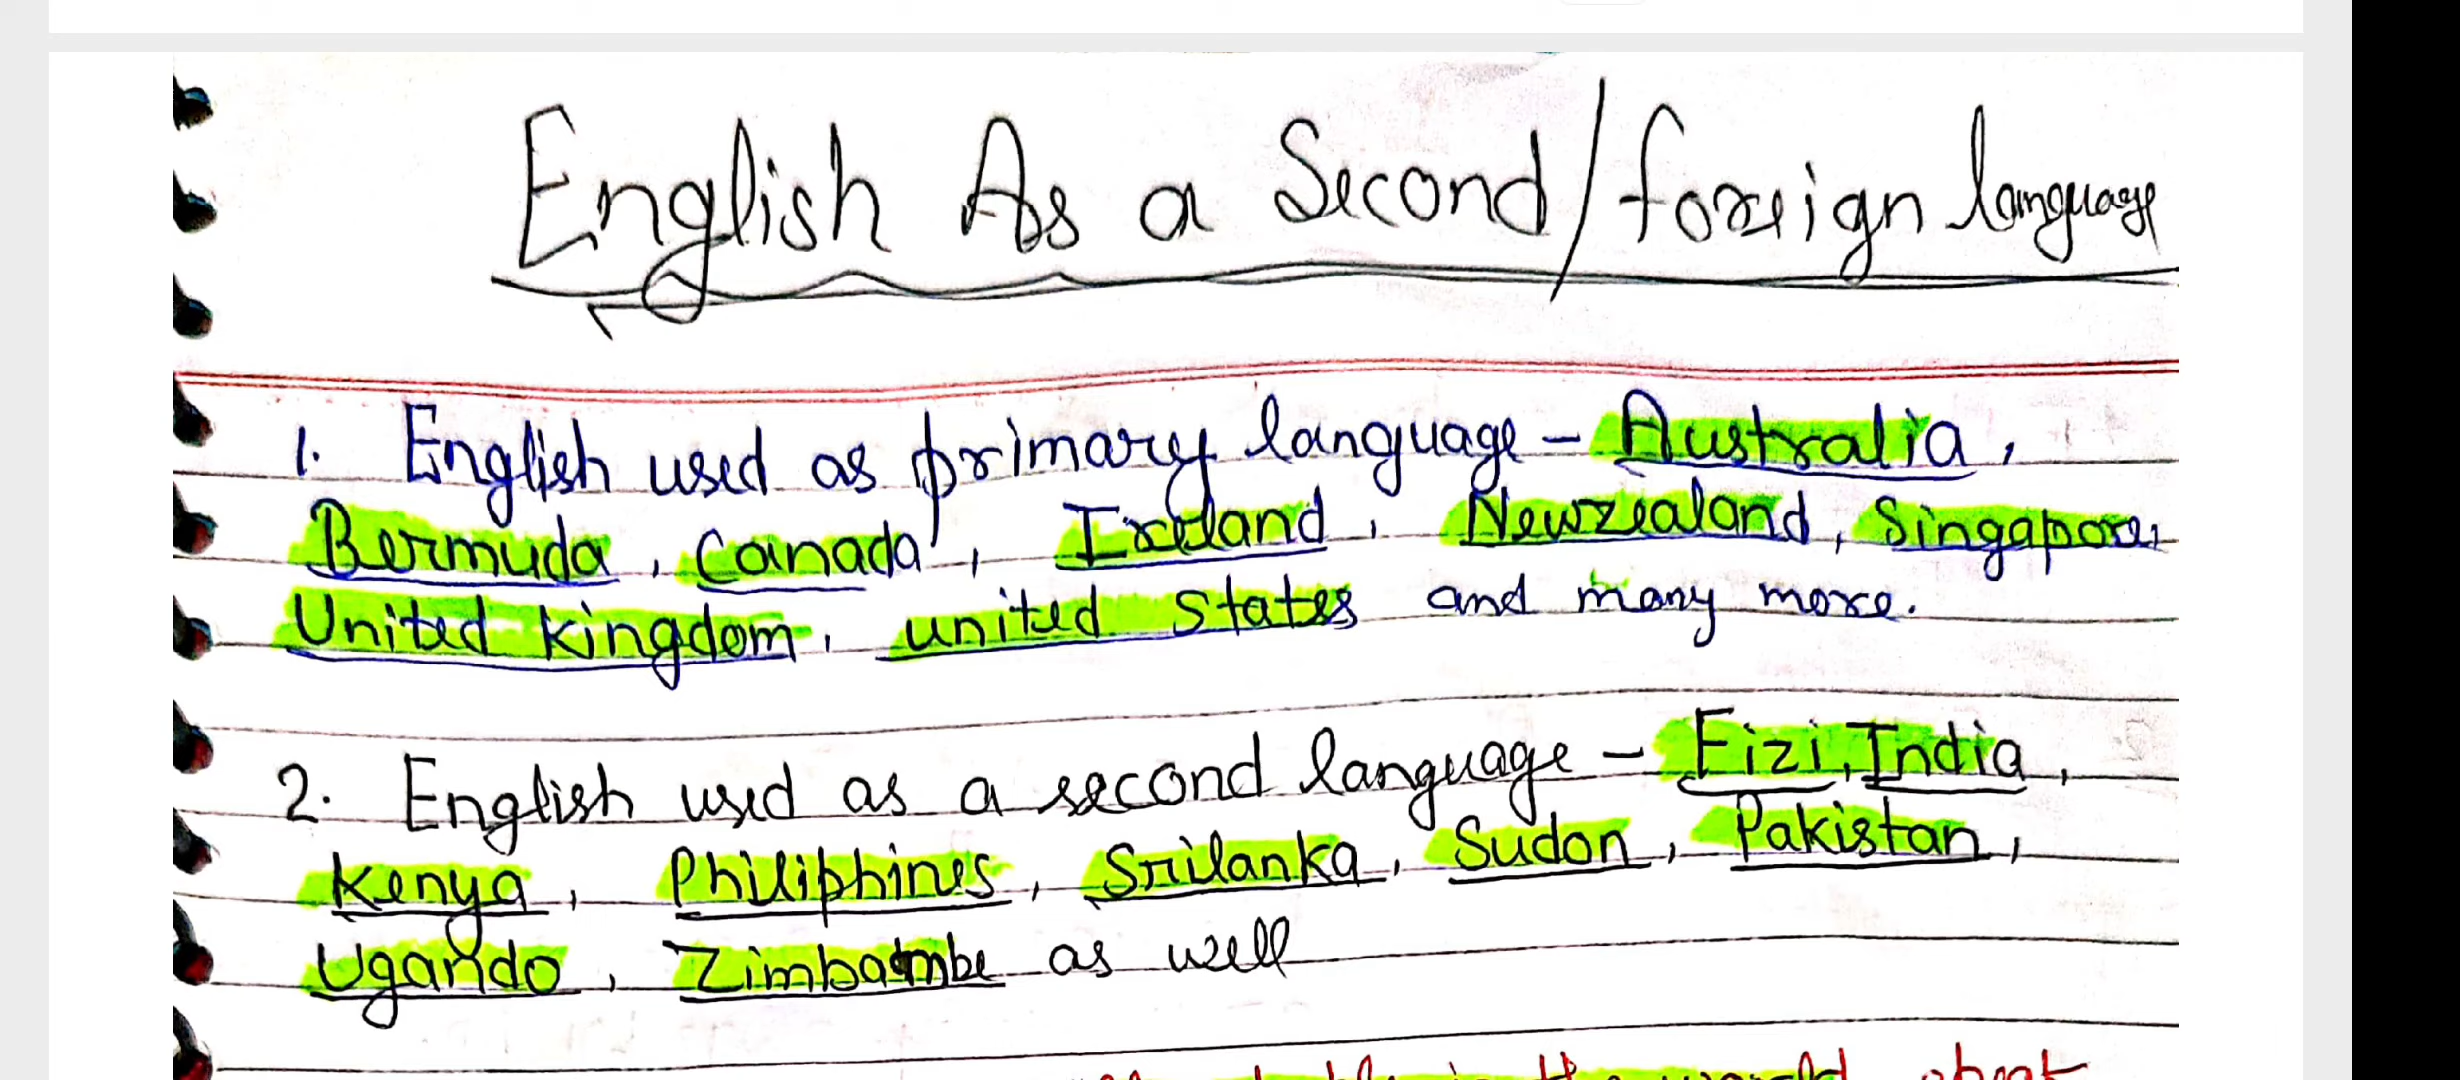 English As a Second/foreign language
1. English used as primary language - Australia,
Bermuda, Canada, Ireland, Newzealand, Singapore,
United kingdom, united states and many more.
2. English used as a second language - Fizi, India,
Kenya, Philiphines, Srilanka, Sudan, Pakistan,
Ugando, Zimbambe as well